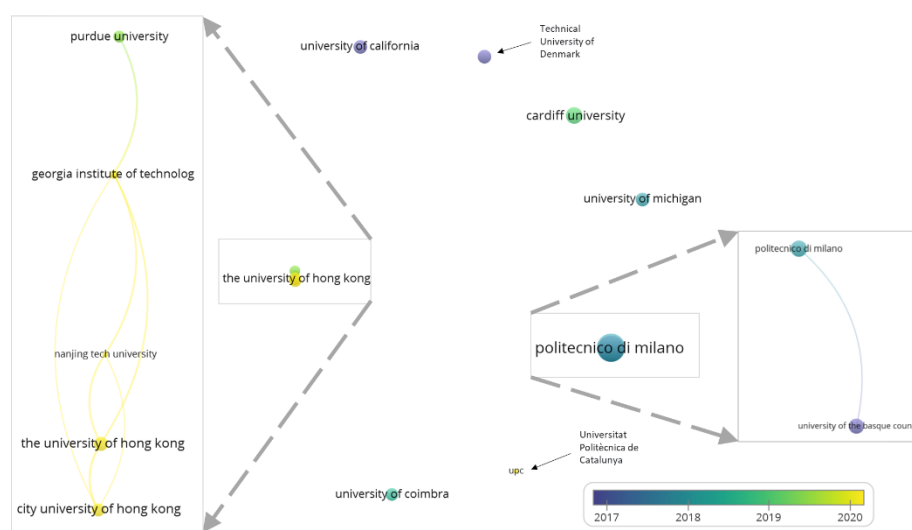 purdue university
georgia institute of technolog
nanjing tech university
the university of hong kong
city university of hong kong
university of california
Technical
University of
Denmark
cardiff university
university of michigan
the university of hong kong
politecnico di milano
politecnico di milano
university of the basque coun
Universitat
Politècnica de
Catalunya
upc
university of coimbra
2017 2018 2019 2020